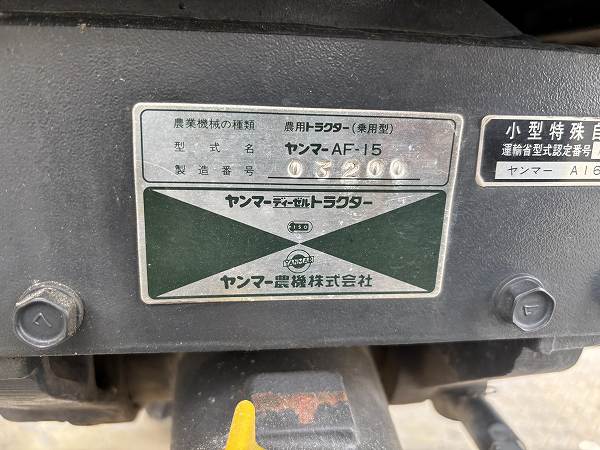 農業機械の種類 農用トラクター(乗用型)
型式名 ヤンマーAF-15
製造番号 03200
ヤンマーディーゼルトラクター
ISO
YANMAR
ヤンマー農機株式会社
小型特殊自
運輸省型式認定番号
ヤンマー A16